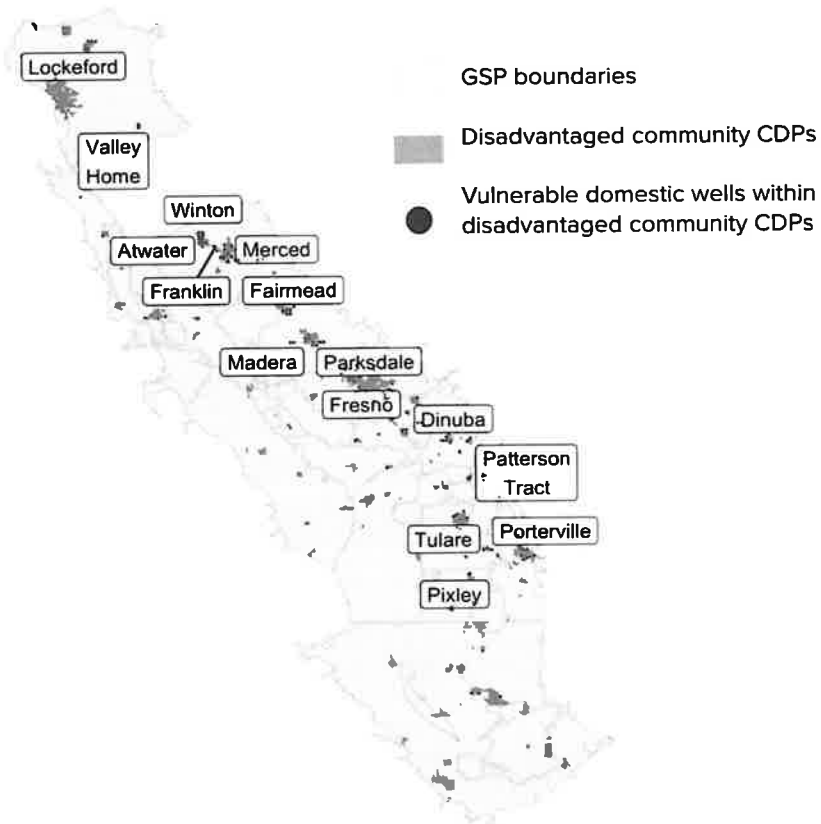 Lockeford
GSP boundaries
Disadvantaged community CDPs
Valley
Home
Vulnerable domestic wells within
disadvantaged community CDPs
Winton
Atwater
Merced
Franklin
Fairmead
Madera
Parksdale
Fresno
Dinuba
Patterson
Tract
Tulare
Porterville
Pixley